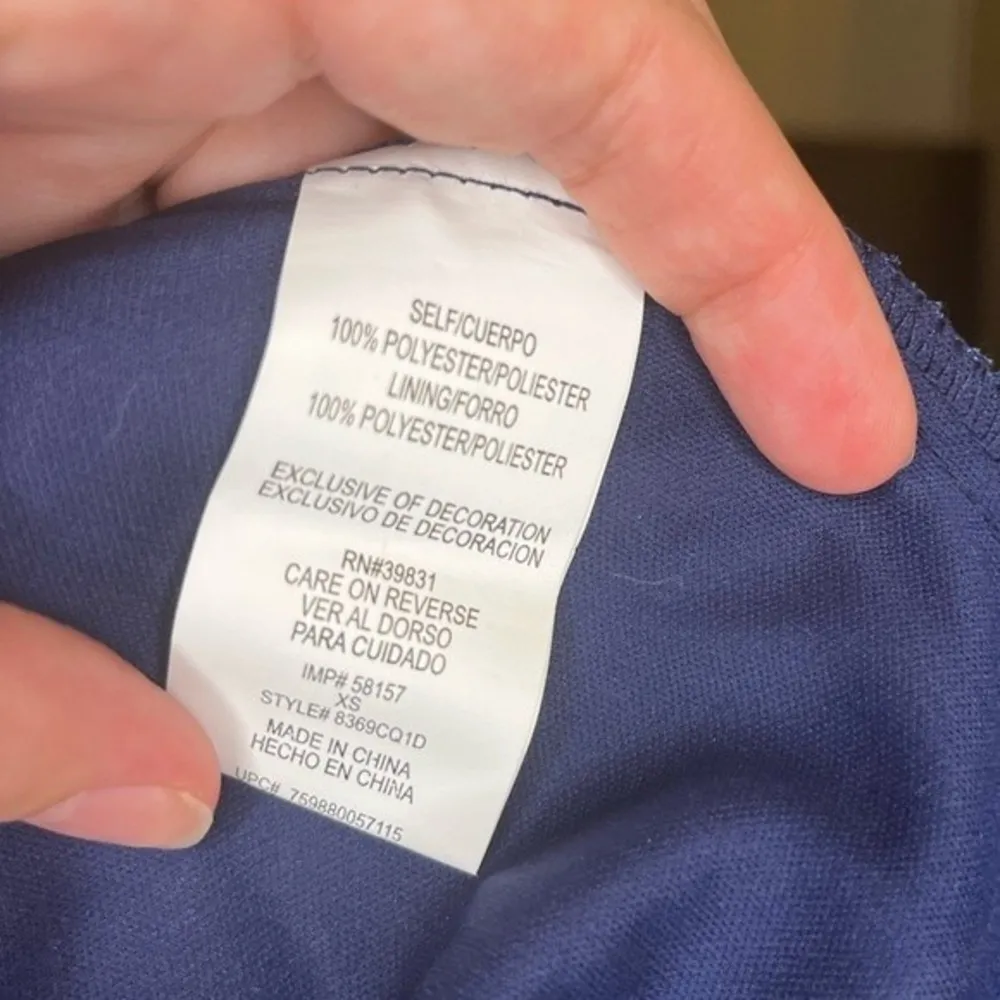 SELF/CUERPO
100% POLYESTER/POLIESTER
LINING/FORRO
100% POLYESTER/POLIESTER
EXCLUSIVE OF DECORATION
EXCLUSIVO DE DECORACION
RN#39831
CARE ON REVERSE
VER AL DORSO
PARA CUIDADO
IMP# 58157
XS
STYLE# 8369CQ1D
MADE IN CHINA
HECHO EN CHINA
UPC# 759880057115